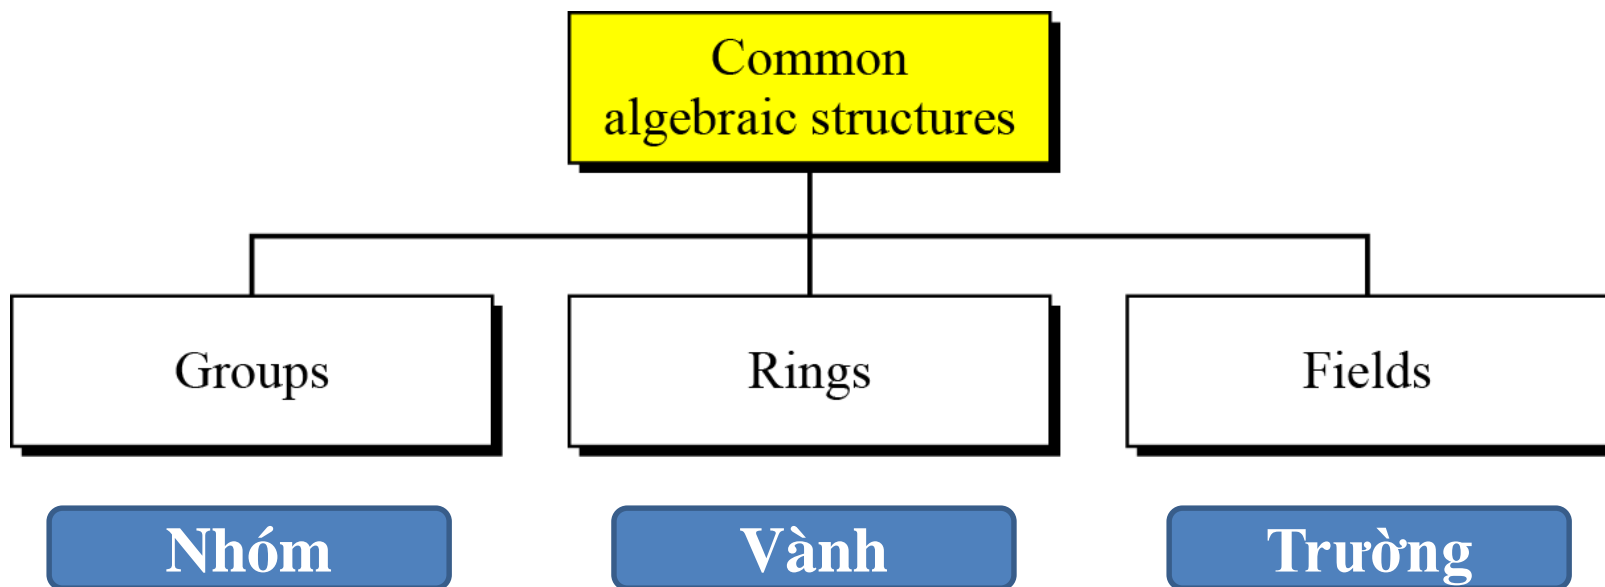 Common
algebraic structures
Groups
Rings
Fields
Nhóm
Vành
Trường